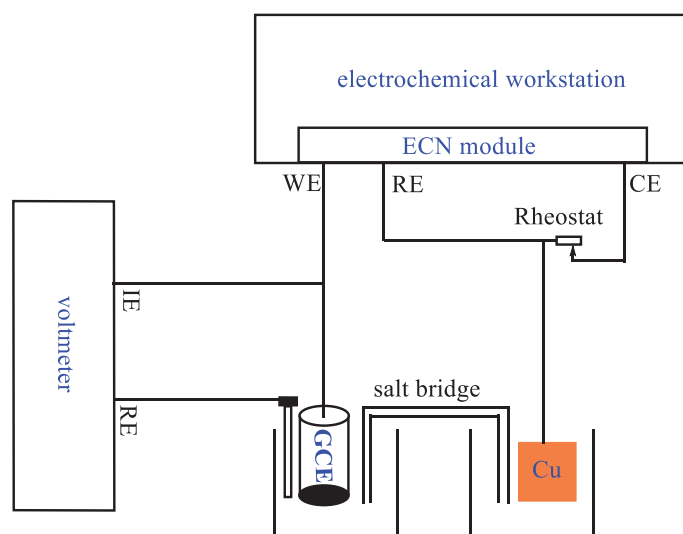 electrochemical workstation
ECN module
WE
RE
CE
Rheostat
IE
voltmeter
RE
salt bridge
GCE
Cu